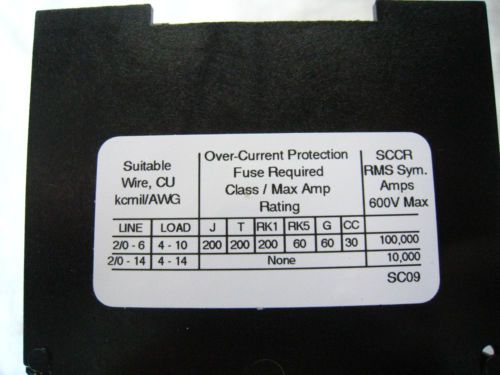 Suitable
Wire, CU
kcmil/AWG
Over-Current Protection
Fuse Required
Class / Max Amp
Rating
SCCR
RMS Sym.
Amps
600V Max
LINE LOAD J T RK1 RK5 G CC
2/0 - 6 4 - 10 200 200 200 60 60 30 100,000
2/0 - 14 4 - 14 None 10,000
SC09